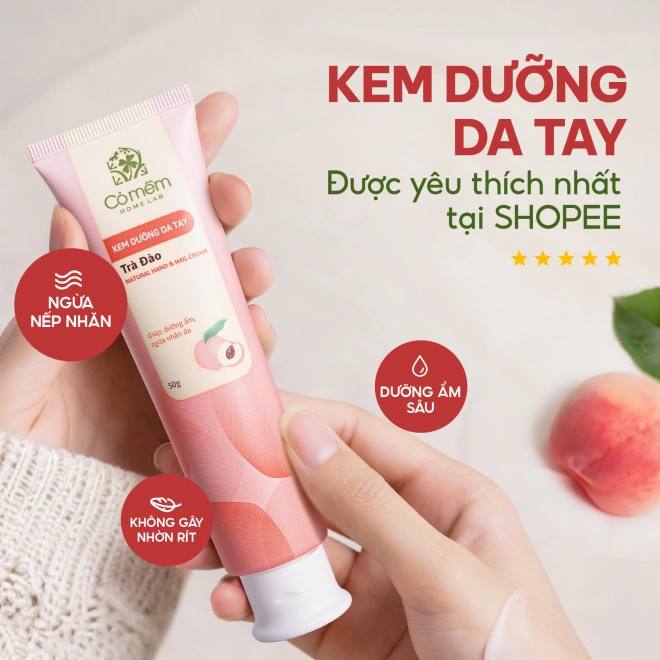 KEM DƯỠNG
DA TAY
Được yêu thích nhất
tại SHOPEE
Cỏ mềm
HOME LAB
KEM DƯỠNG DA TAY
Trà Đào
NATURAL HAND & NAIL CREAM
Giúp: dưỡng ẩm,
ngừa nhăn da
50g
NGỪA
NẾP NHĂN
DƯỠNG ẨM
SÂU
KHÔNG GÂY
NHỜN RÍT